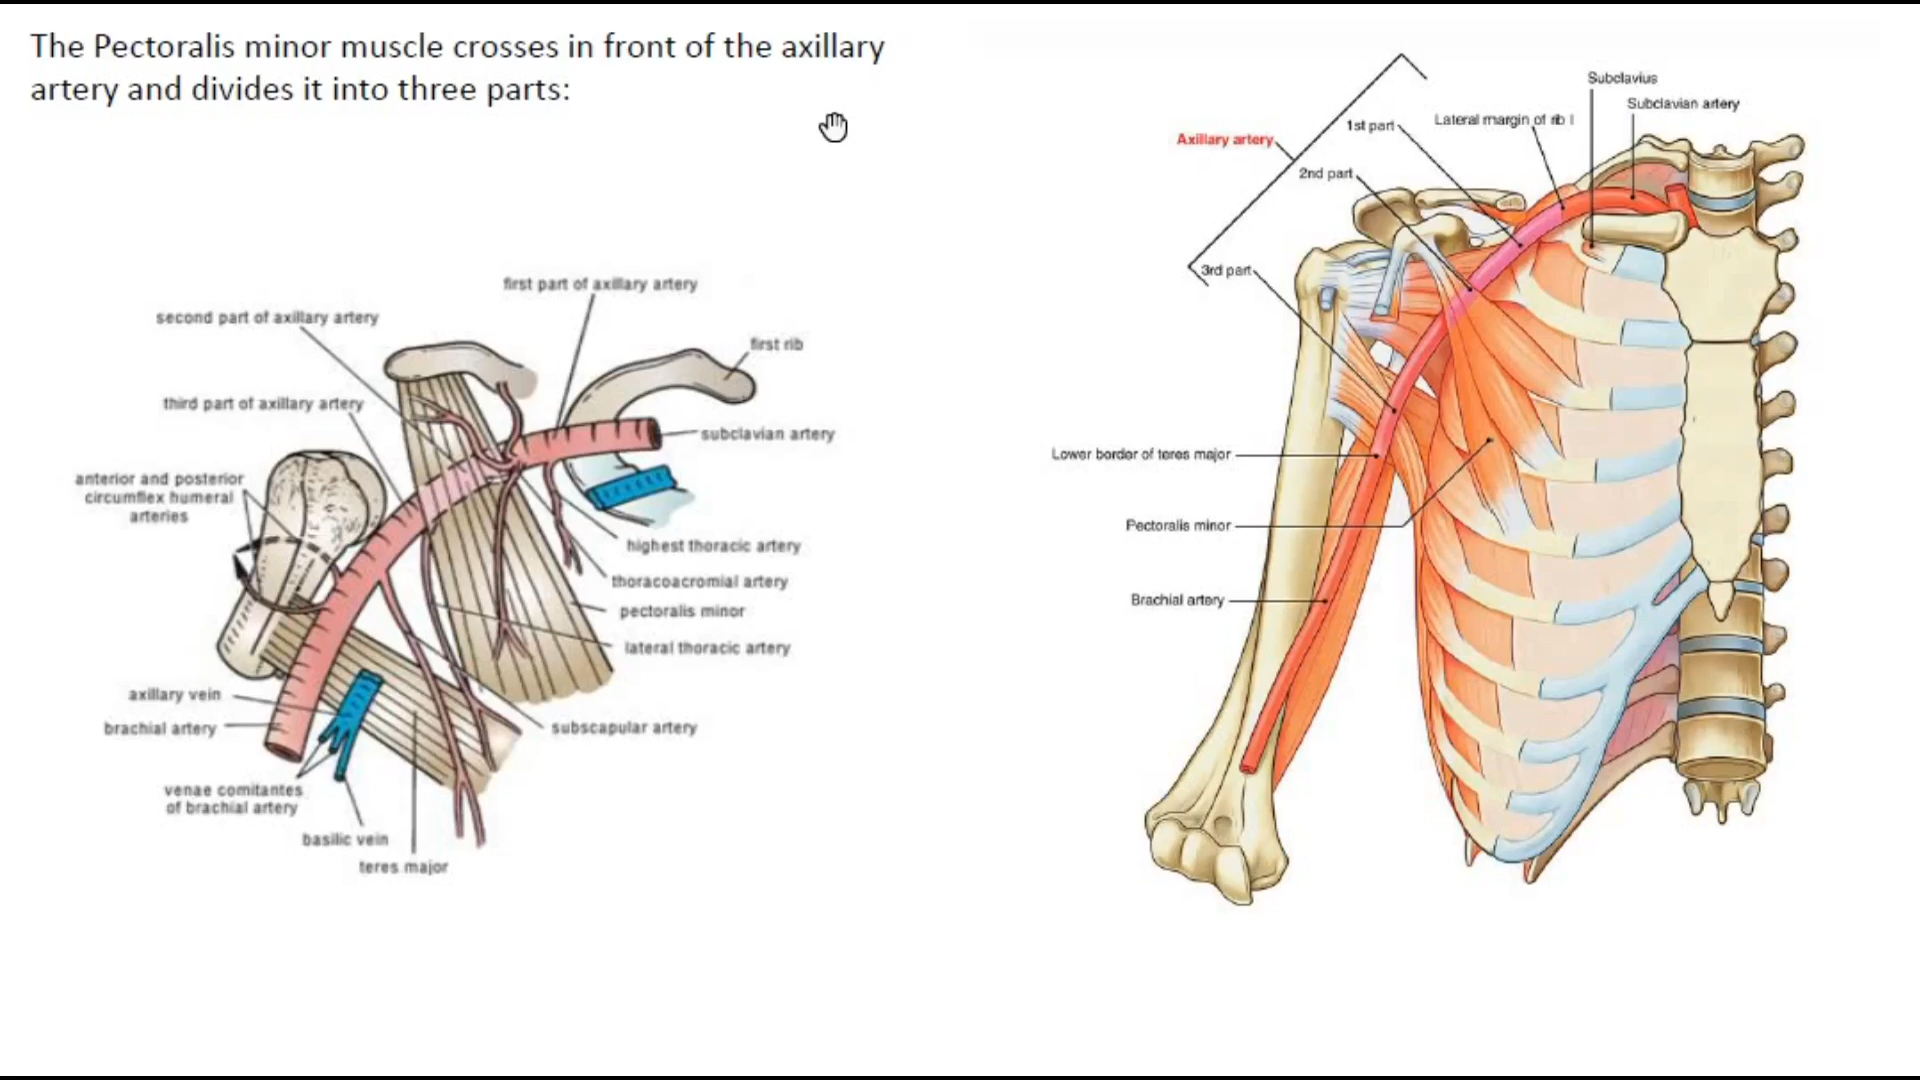 The Pectoralis minor muscle crosses in front of the axillary
artery and divides it into three parts:
first part of axillary artery
second part of axillary artery
first rib
third part of axillary artery
subclavian artery
anterior and posterior
circumflex humeral
arteries
highest thoracic artery
thoracoacromial artery
pectoralis minor
lateral thoracic artery
axillary vein
brachial artery
subscapular artery
venae comitantes
of brachial artery
basilic vein
teres major
Subclavius
Subclavian artery
Lateral margin of rib I
1st part
Axillary artery
2nd part
3rd part
Lower border of teres major
Pectoralis minor
Brachial artery